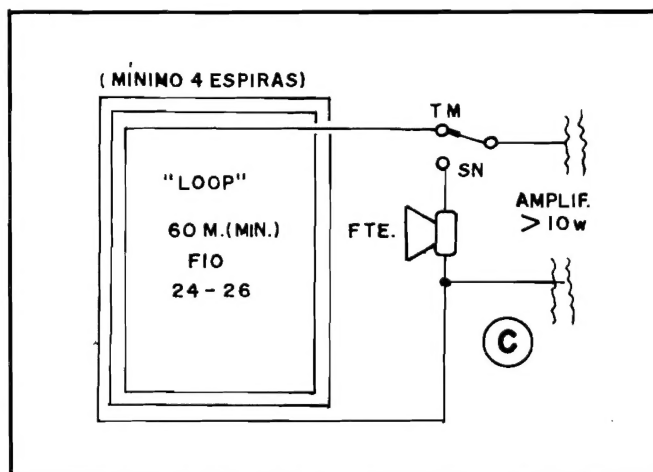 (MÍNIMO 4 ESPIRAS)
TM
"LOOP"
SN
60 M.(MIN.)
FTE.
AMPLIF.
> 10w
FIO
24-26
C